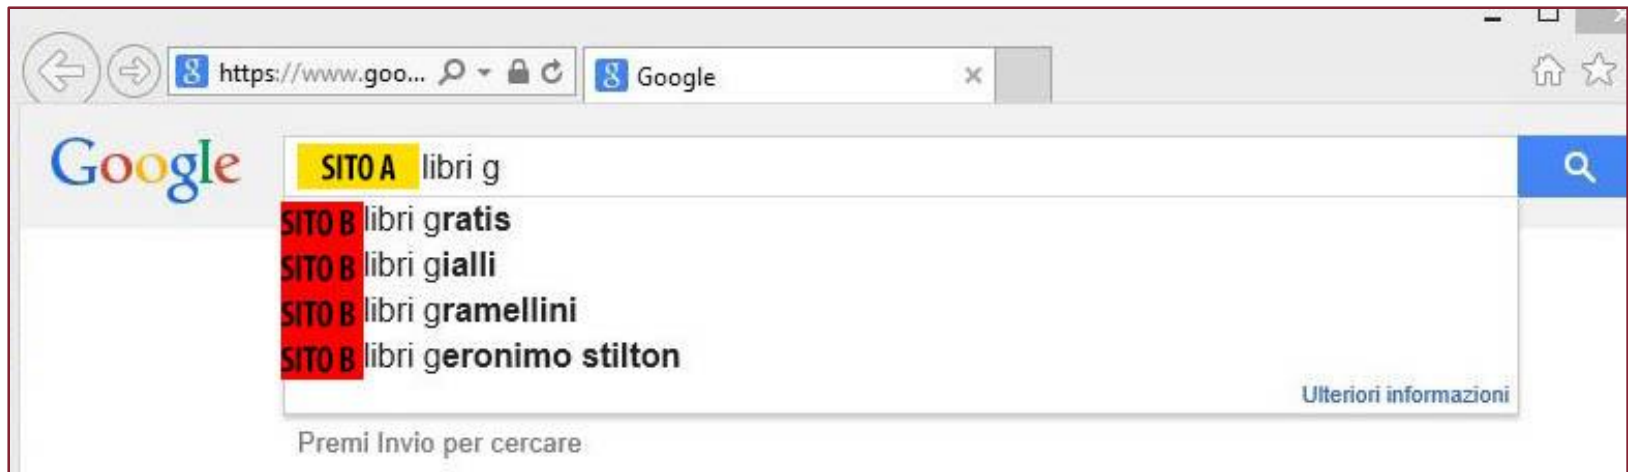 https://www.goo... Google
Google
SITO A libri g
SITO B libri gratis
SITO B libri gialli
SITO B libri gramellini
SITO B libri geronimo stilton
Ulteriori informazioni
Premi Invio per cercare